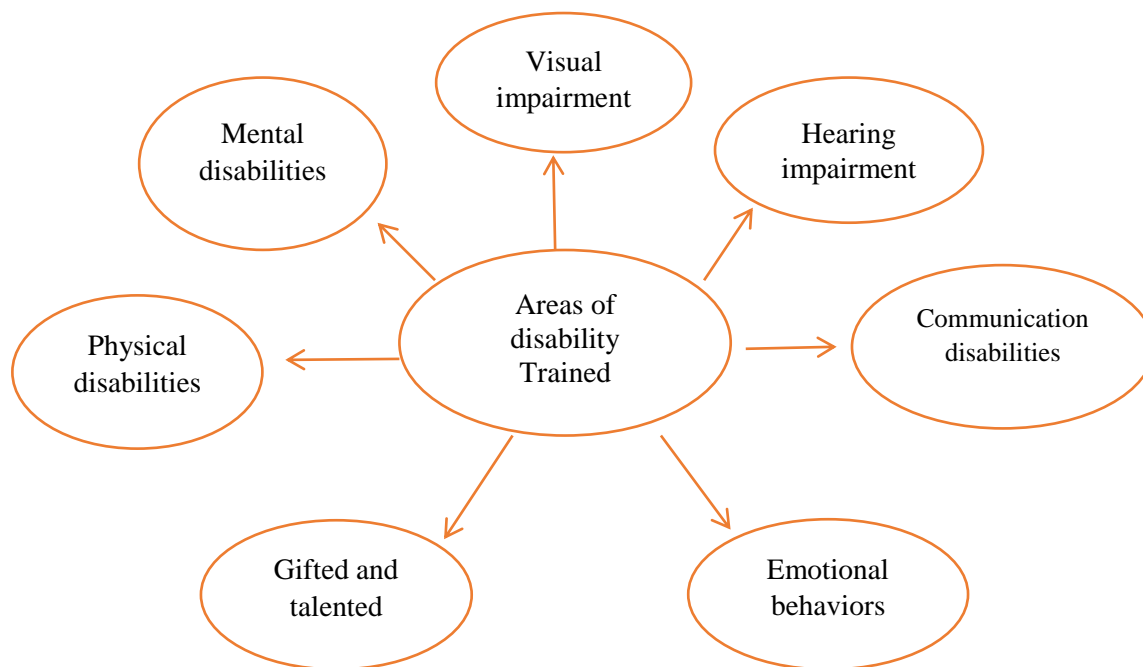 Visual
impairment
Mental
disabilities
Hearing
impairment
Areas of
disability
Trained
Communication
disabilities
Physical
disabilities
Gifted and
talented
Emotional
behaviors